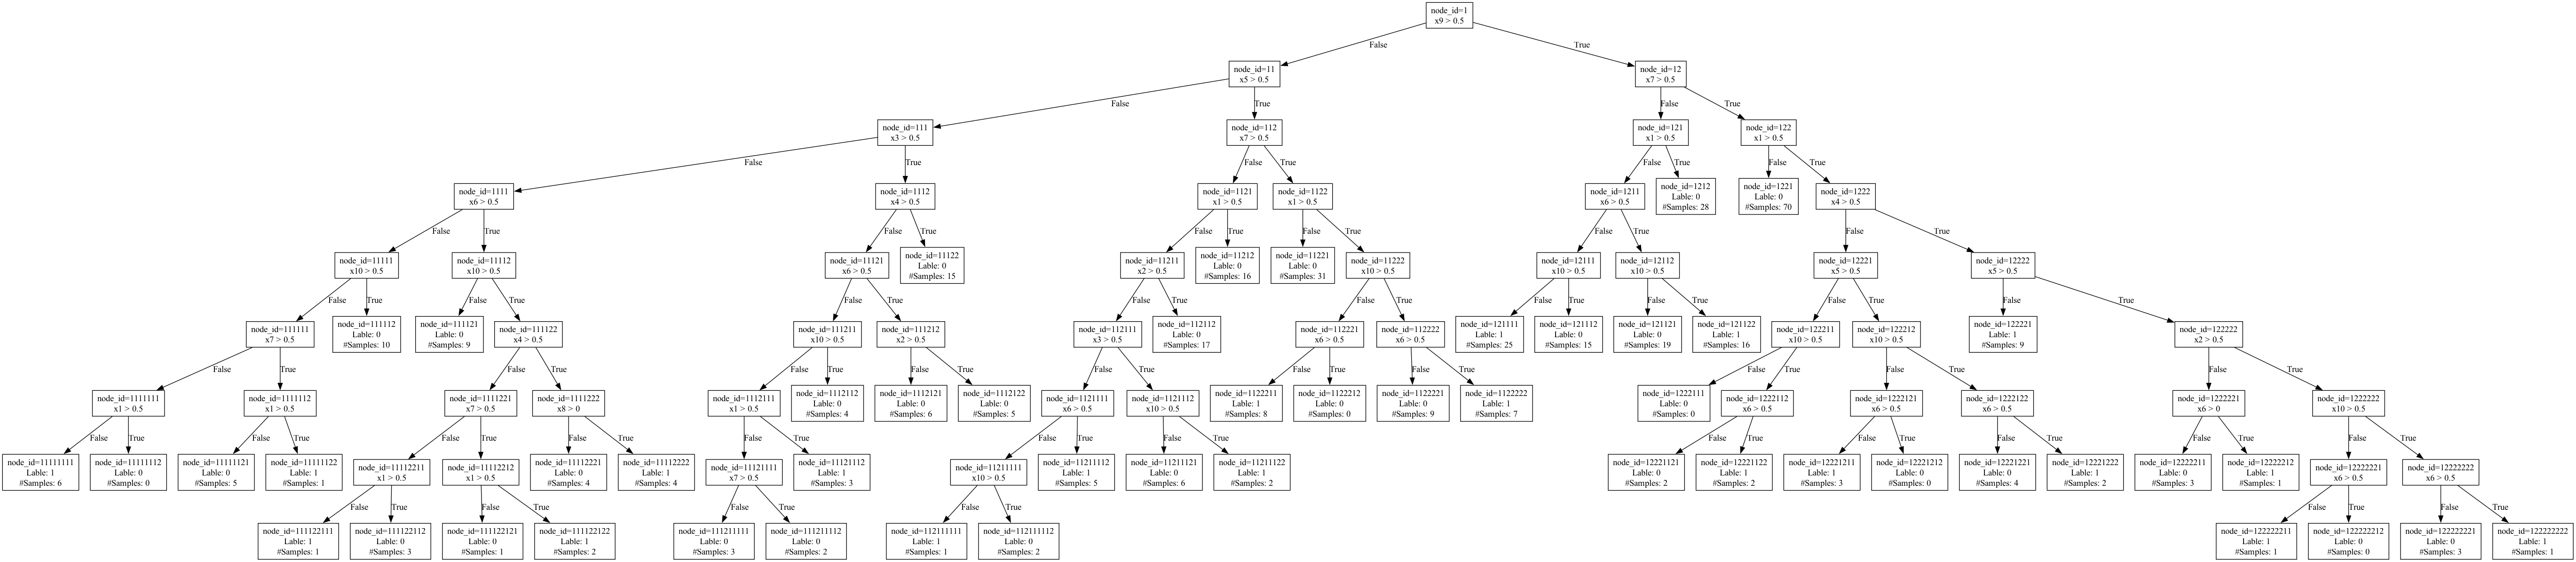 node_id=1
x9 > 0.5
False
True
node_id=11
x5 > 0.5
node_id=12
x7 > 0.5
False
True
False
True
node_id=111
x3 > 0.5
node_id=112
x7 > 0.5
node_id=121
x1 > 0.5
node_id=122
x1 > 0.5
False
True
False
True
False
True
False
True
node_id=1111
x6 > 0.5
node_id=1112
x4 > 0.5
node_id=1121
x1 > 0.5
node_id=1122
x1 > 0.5
node_id=1211
x6 > 0.5
node_id=1212
Lable: 0
#Samples: 28
node_id=1221
Lable: 0
#Samples: 70
node_id=1222
x4 > 0.5
False
True
False
True
False
True
False
True
False
True
False
True
node_id=11111
x10 > 0.5
node_id=11112
x10 > 0.5
node_id=11121
x6 > 0.5
node_id=11122
Lable: 0
#Samples: 15
node_id=11211
x2 > 0.5
node_id=11212
Lable: 0
#Samples: 16
node_id=11221
Lable: 0
#Samples: 31
node_id=11222
x10 > 0.5
node_id=12111
x10 > 0.5
node_id=12112
x10 > 0.5
node_id=12221
x5 > 0.5
node_id=12222
x5 > 0.5
False
True
False
True
False
True
False
True
False
True
False
True
False
True
False
True
False
True
node_id=111111
x7 > 0.5
node_id=111112
Lable: 0
#Samples: 10
node_id=111121
Lable: 0
#Samples: 9
node_id=111122
x4 > 0.5
node_id=111211
x10 > 0.5
node_id=111212
x2 > 0.5
node_id=112111
x3 > 0.5
node_id=112112
Lable: 0
#Samples: 17
node_id=112221
x6 > 0.5
node_id=112222
x6 > 0.5
node_id=121111
Lable: 1
#Samples: 25
node_id=121112
Lable: 0
#Samples: 15
node_id=121121
Lable: 0
#Samples: 19
node_id=121122
Lable: 1
#Samples: 16
node_id=122211
x10 > 0.5
node_id=122212
x10 > 0.5
node_id=122221
Lable: 1
#Samples: 9
node_id=122222
x2 > 0.5
False
True
False
True
False
True
False
True
False
True
False
True
False
True
False
True
False
True
False
True
node_id=1111111
x1 > 0.5
node_id=1111112
x1 > 0.5
node_id=1111221
x7 > 0.5
node_id=1111222
x8 > 0
node_id=1112111
x1 > 0.5
node_id=1112112
Lable: 0
#Samples: 4
node_id=1112121
Lable: 0
#Samples: 6
node_id=1112122
Lable: 0
#Samples: 5
node_id=1121111
x6 > 0.5
node_id=1121112
x10 > 0.5
node_id=1122211
Lable: 1
#Samples: 8
node_id=1122212
Lable: 0
#Samples: 0
node_id=1122221
Lable: 0
#Samples: 9
node_id=1122222
Lable: 1
#Samples: 7
node_id=1222111
Lable: 0
#Samples: 0
node_id=1222112
x6 > 0.5
node_id=1222121
x6 > 0.5
node_id=1222122
x6 > 0.5
node_id=1222221
x6 > 0
node_id=1222222
x10 > 0.5
False
True
False
True
False
True
False
True
False
True
False
True
False
True
False
True
False
True
False
True
False
True
False
True
node_id=11111111
Lable: 1
#Samples: 6
node_id=11111112
Lable: 0
#Samples: 0
node_id=11111121
Lable: 0
#Samples: 5
node_id=11111122
Lable: 1
#Samples: 1
node_id=11112211
x1 > 0.5
node_id=11112212
x1 > 0.5
node_id=11112221
Lable: 0
#Samples: 4
node_id=11112222
Lable: 1
#Samples: 4
node_id=11121111
x7 > 0.5
node_id=11121112
Lable: 1
#Samples: 3
node_id=11211111
x10 > 0.5
node_id=11211112
Lable: 1
#Samples: 5
node_id=11211121
Lable: 0
#Samples: 6
node_id=11211122
Lable: 1
#Samples: 2
node_id=12221121
Lable: 0
#Samples: 2
node_id=12221122
Lable: 1
#Samples: 2
node_id=12221211
Lable: 1
#Samples: 3
node_id=12221212
Lable: 0
#Samples: 0
node_id=12221221
Lable: 0
#Samples: 4
node_id=12221222
Lable: 1
#Samples: 2
node_id=12222211
Lable: 0
#Samples: 3
node_id=12222212
Lable: 1
#Samples: 1
node_id=12222221
x6 > 0.5
node_id=12222222
x6 > 0.5
False
True
False
True
False
True
False
True
False
True
False
True
node_id=111122111
Lable: 1
#Samples: 1
node_id=111122112
Lable: 0
#Samples: 3
node_id=111122121
Lable: 0
#Samples: 1
node_id=111122122
Lable: 1
#Samples: 2
node_id=111211111
Lable: 0
#Samples: 3
node_id=111211112
Lable: 0
#Samples: 2
node_id=112111111
Lable: 1
#Samples: 1
node_id=112111112
Lable: 0
#Samples: 2
node_id=122222211
Lable: 1
#Samples: 1
node_id=122222212
Lable: 0
#Samples: 0
node_id=122222221
Lable: 0
#Samples: 3
node_id=122222222
Lable: 1
#Samples: 1